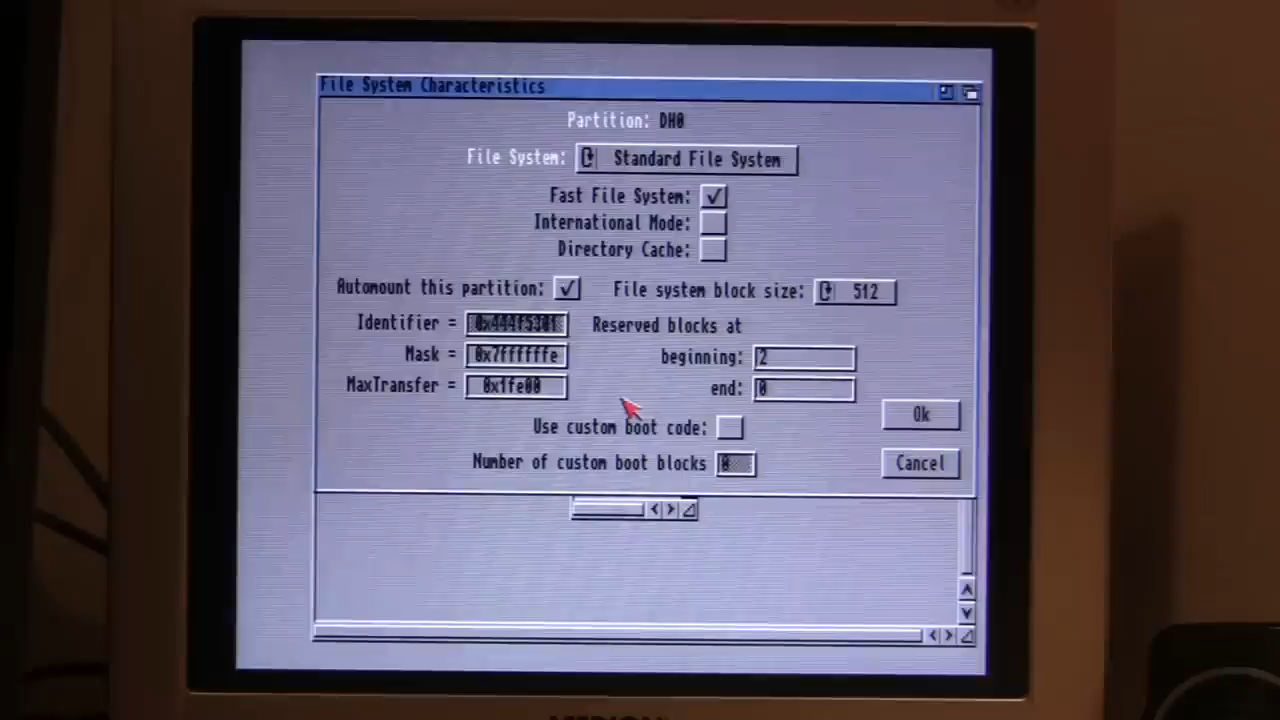 File System Characteristics
Partition: DH0
File System: Standard File System
Fast File System:
International Mode:
Directory Cache:
Automount this partition: File system block size: 512
Identifier = 0x444f5301 Reserved blocks at
Mask = 0x7ffffffe beginning: 2
MaxTransfer = 0x1fe00 end: 0
Ok
Use custom boot code:
Number of custom boot blocks 0 Cancel